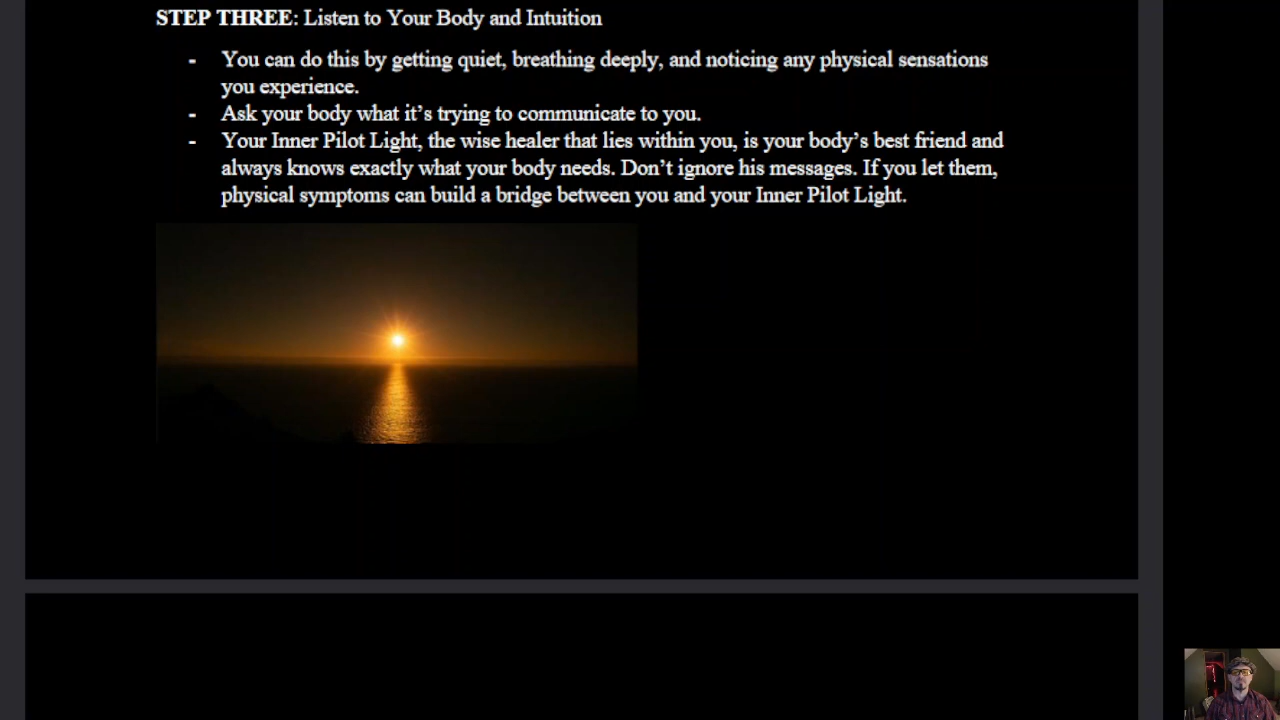 STEP THREE: Listen to Your Body and Intuition
- You can do this by getting quiet, breathing deeply, and noticing any physical sensations
you experience.
- Ask your body what it’s trying to communicate to you.
- Your Inner Pilot Light, the wise healer that lies within you, is your body’s best friend and
always knows exactly what your body needs. Don’t ignore his messages. If you let them,
physical symptoms can build a bridge between you and your Inner Pilot Light.